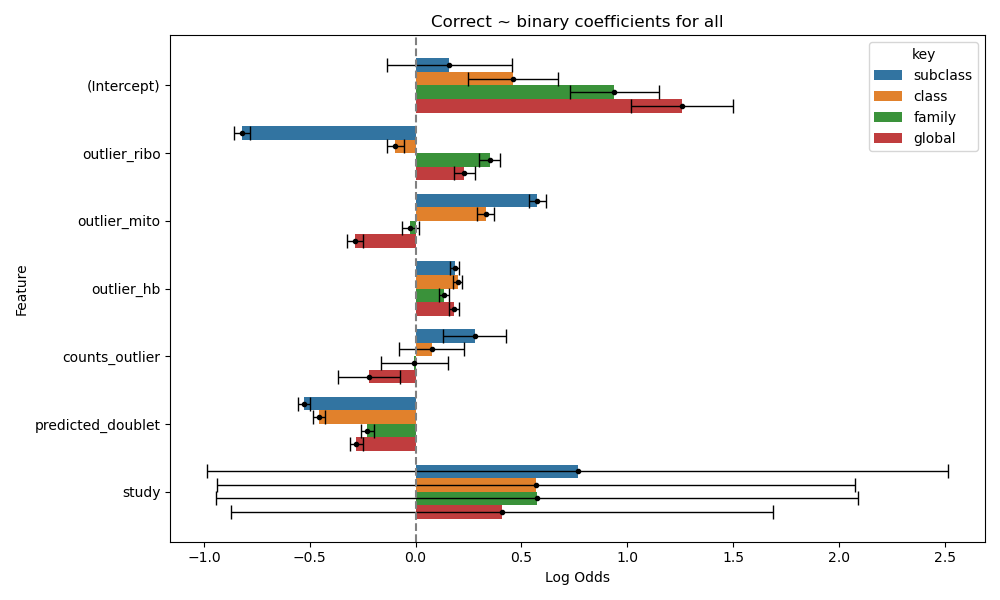 Correct ~ binary coefficients for all
key
subclass
class
family
global
Feature
(Intercept)
outlier_ribo
outlier_mito
outlier_hb
counts_outlier
predicted_doublet
study
−1.0 −0.5 0.0 0.5 1.0 1.5 2.0 2.5
Log Odds